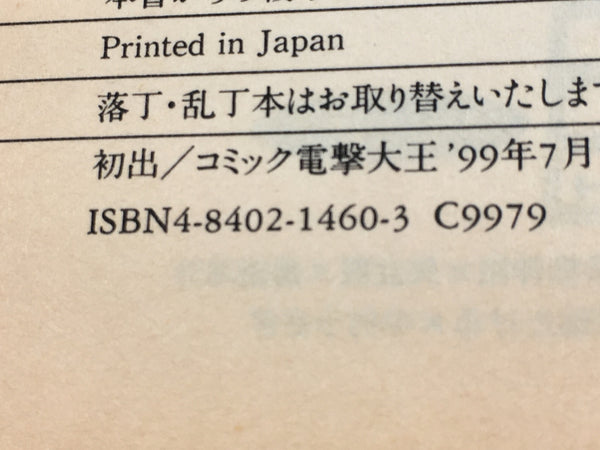 Printed in Japan
落丁・乱丁本はお取り替えいたしま
初出／コミック電撃大王 '99年7月
ISBN4-8402-1460-3 C9979